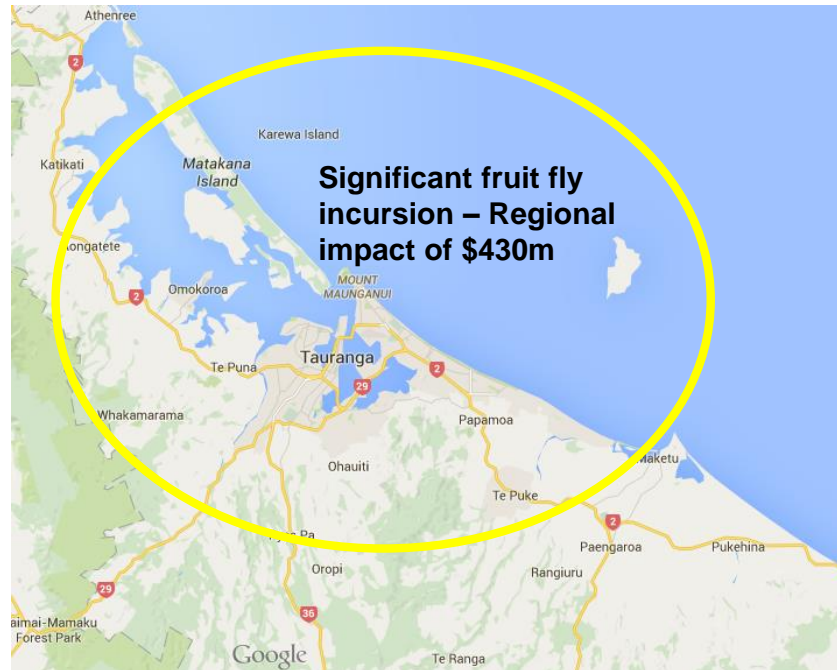 Athenree
2
Karewa Island
Katikati
Matakana
Island
Significant fruit fly
incursion – Regional
impact of $430m
Omokoroa
MOUNT
MAUNGANUI
2
Tauranga
Te Puna
29
2
Whakamarama
Papamoa
Ohauiti
Maketu
Te Puke
2
Paengaroa
Pukehina
Oropi
Rangiuru
29
36
Forest Park
Google
Te Ranga